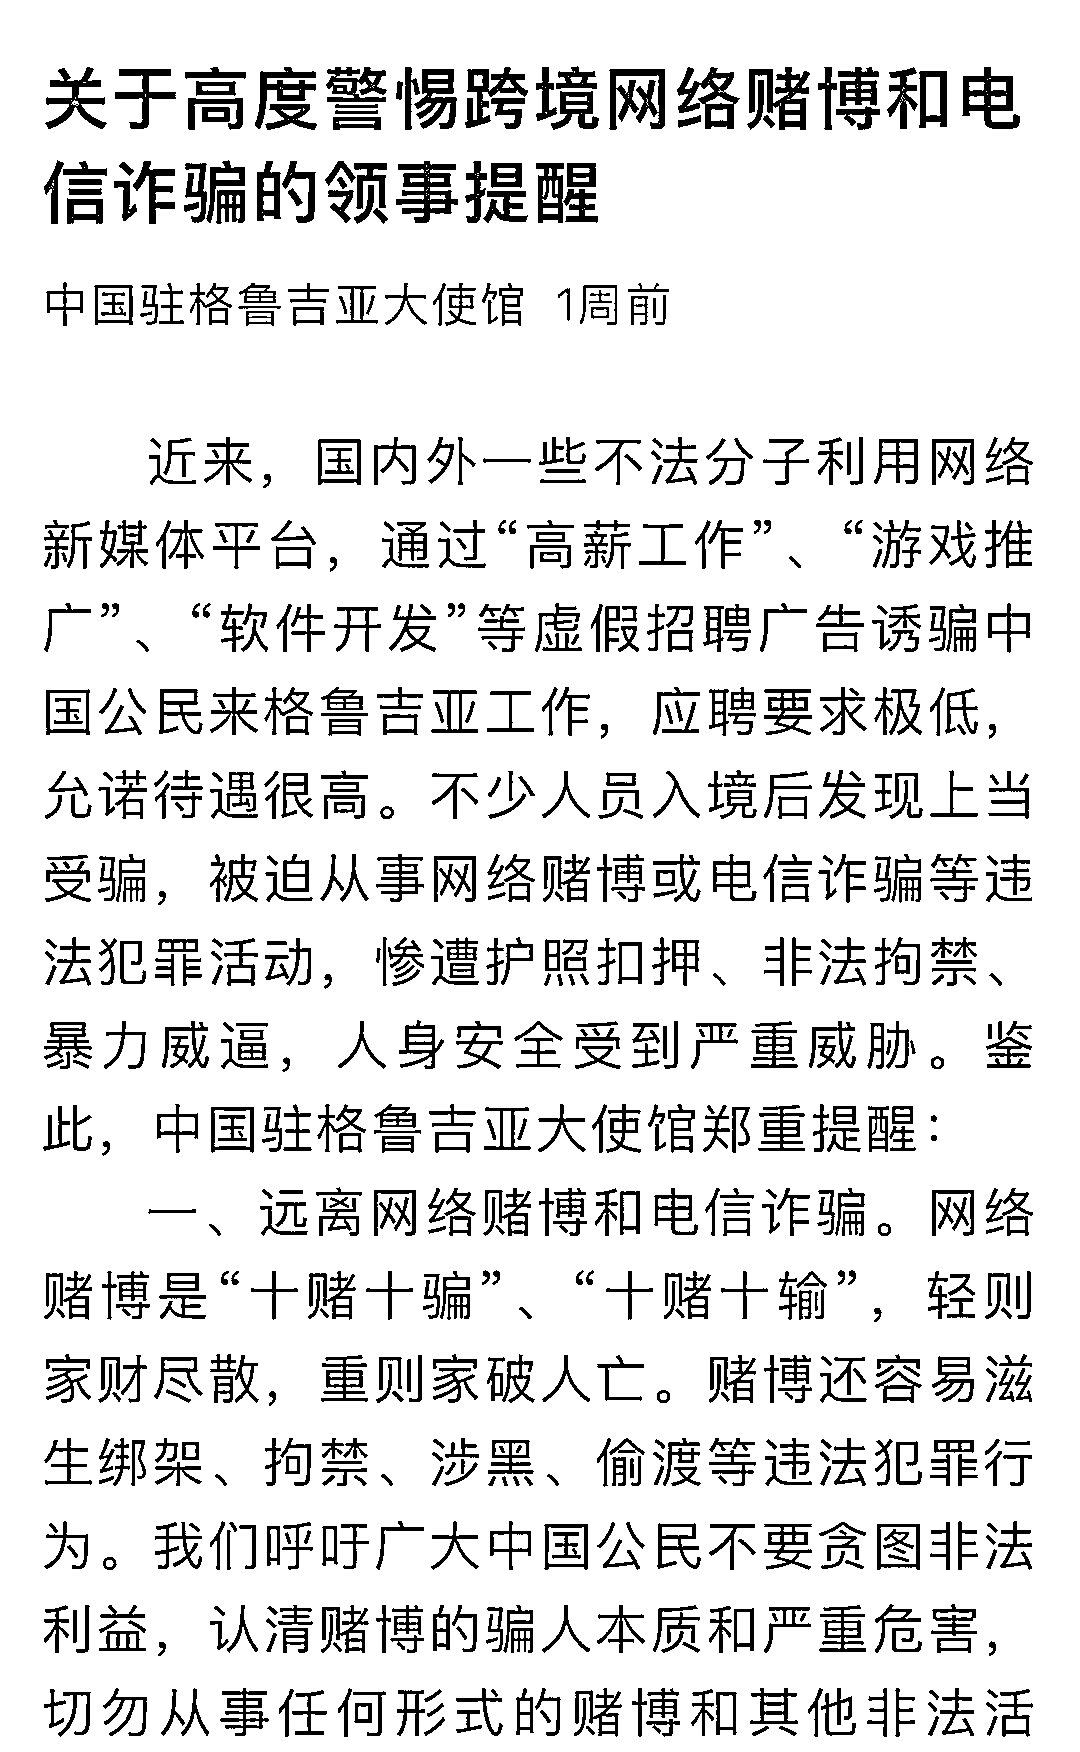 关于高度警惕跨境网络赌博和电
信诈骗的领事提醒
中国驻格鲁吉亚大使馆 1周前
近来，国内外一些不法分子利用网络
新媒体平台，通过“高薪工作”、“游戏推
广”、“软件开发”等虚假招聘广告诱骗中
国公民来格鲁吉亚工作，应聘要求极低，
允诺待遇很高。不少人员入境后发现上当
受骗，被迫从事网络赌博或电信诈骗等违
法犯罪活动，惨遭护照扣押、非法拘禁、
暴力威逼，人身安全受到严重威胁。鉴
此，中国驻格鲁吉亚大使馆郑重提醒：
一、远离网络赌博和电信诈骗。网络
赌博是“十赌十骗”、“十赌十输”，轻则
家财尽散，重则家破人亡。赌博还容易滋
生绑架、拘禁、涉黑、偷渡等违法犯罪行
为。我们呼吁广大中国公民不要贪图非法
利益，认清赌博的骗人本质和严重危害，
切勿从事任何形式的赌博和其他非法活